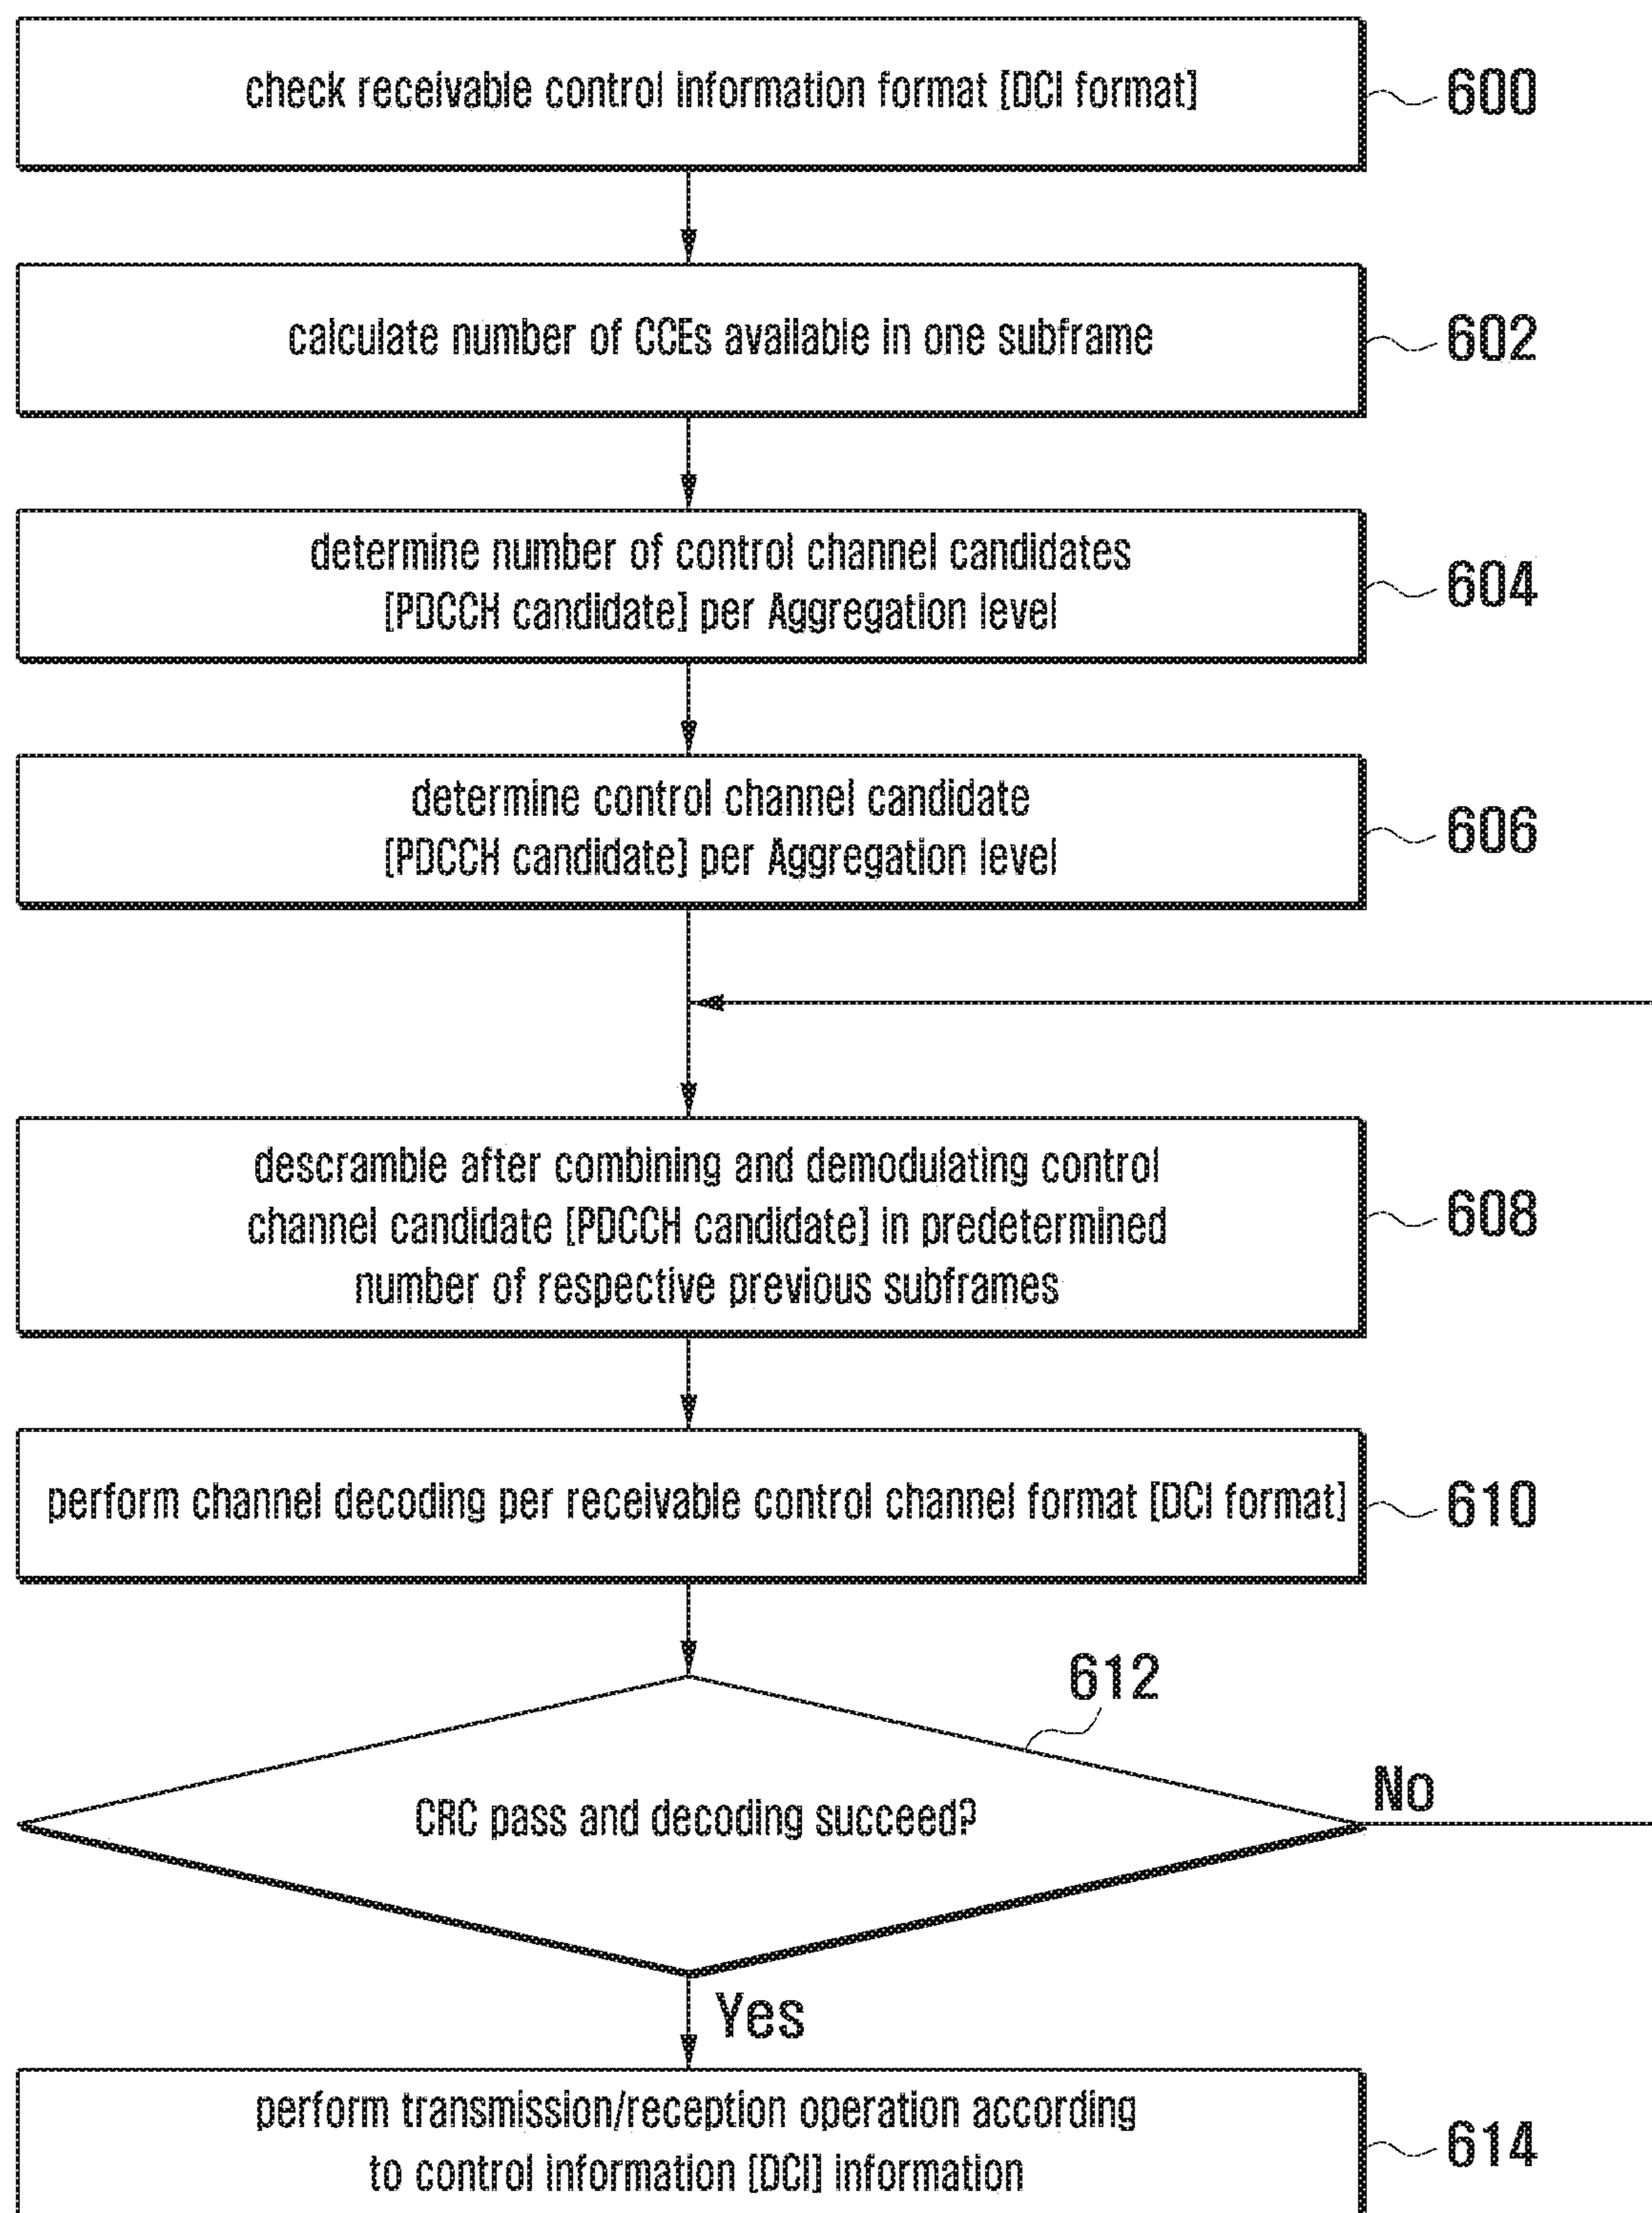 check receivable control information format [DCI format]
600
calculate number of CCEs available in one subframe
602
determine number of control channel candidates
[PDCCH candidate] per Aggregation level
604
determine control channel candidate
[PDCCH candidate] per Aggregation level
606
descramble after combining and demodulating control
channel candidate [PDCCH candidate] in predetermined
number of respective previous subframes
608
perform channel decoding per receivable control channel format [DCI format]
610
612
CRC pass and decoding succeed?
No
Yes
perform transmission/reception operation according
to control information [DCI] information
614